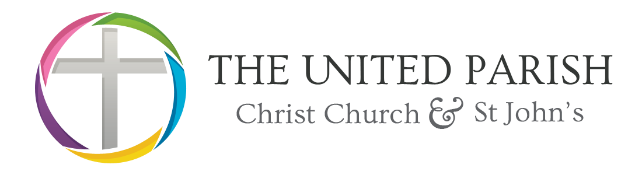 THE UNITED PARISH
Christ Church & St John's